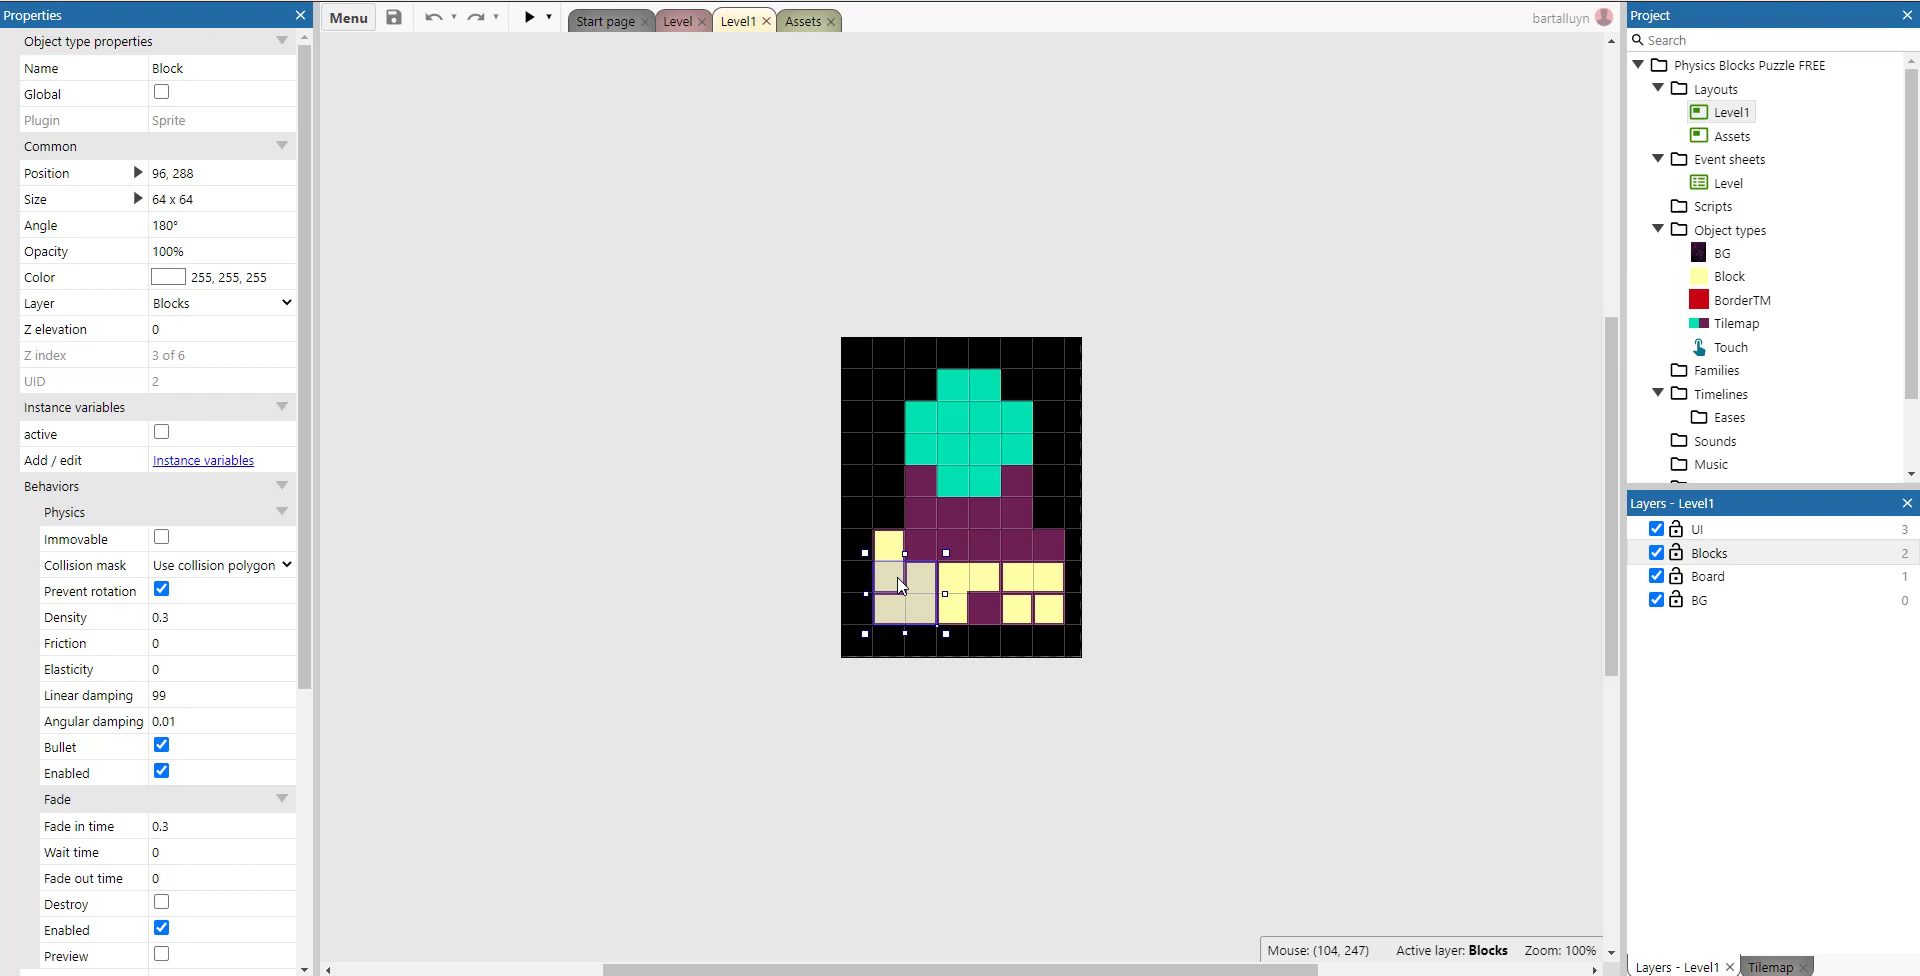 Properties
Object type properties
Name Block
Global
Plugin Sprite
Common
Position 96, 288
Size 64 x 64
Angle 180°
Opacity 100%
Color 255, 255, 255
Layer Blocks
Z elevation 0
Z index 3 of 6
UID 2
Instance variables
active
Add / edit Instance variables
Behaviors
Physics
Immovable
Collision mask Use collision polygon
Prevent rotation
Density 0.3
Friction 0
Elasticity 0
Linear damping 99
Angular damping 0.01
Bullet
Enabled
Fade
Fade in time 0.3
Wait time 0
Fade out time 0
Destroy
Enabled
Preview
Menu
Start page
Level
Level1
Assets
bartalluyn
Mouse: (104, 247) Active layer: Blocks Zoom: 100%
Project
Search
Physics Blocks Puzzle FREE
Layouts
Level1
Assets
Event sheets
Level
Scripts
Object types
BG
Block
BorderTM
Tilemap
Touch
Families
Timelines
Eases
Sounds
Music
Layers - Level1
UI 3
Blocks 2
Board 1
BG 0
Layers - Level1
Tilemap